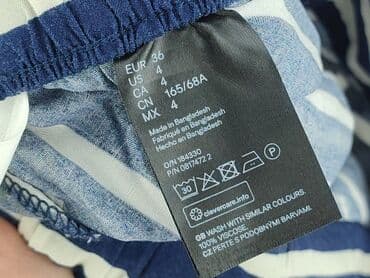 EUR 36
US 4
CA 4
CN 165/68A
MX 4
Made in Bangladesh
Fabriqué en Bangladesh
Hecho en Bangladesh
O/N 184330
P/N 0817472 2
30
P
clevercare.info
GB WASH WITH SIMILAR COLOURS.
100% VISCOSE.
CZ PERTE S PODOBNÝMI BARVAMI.